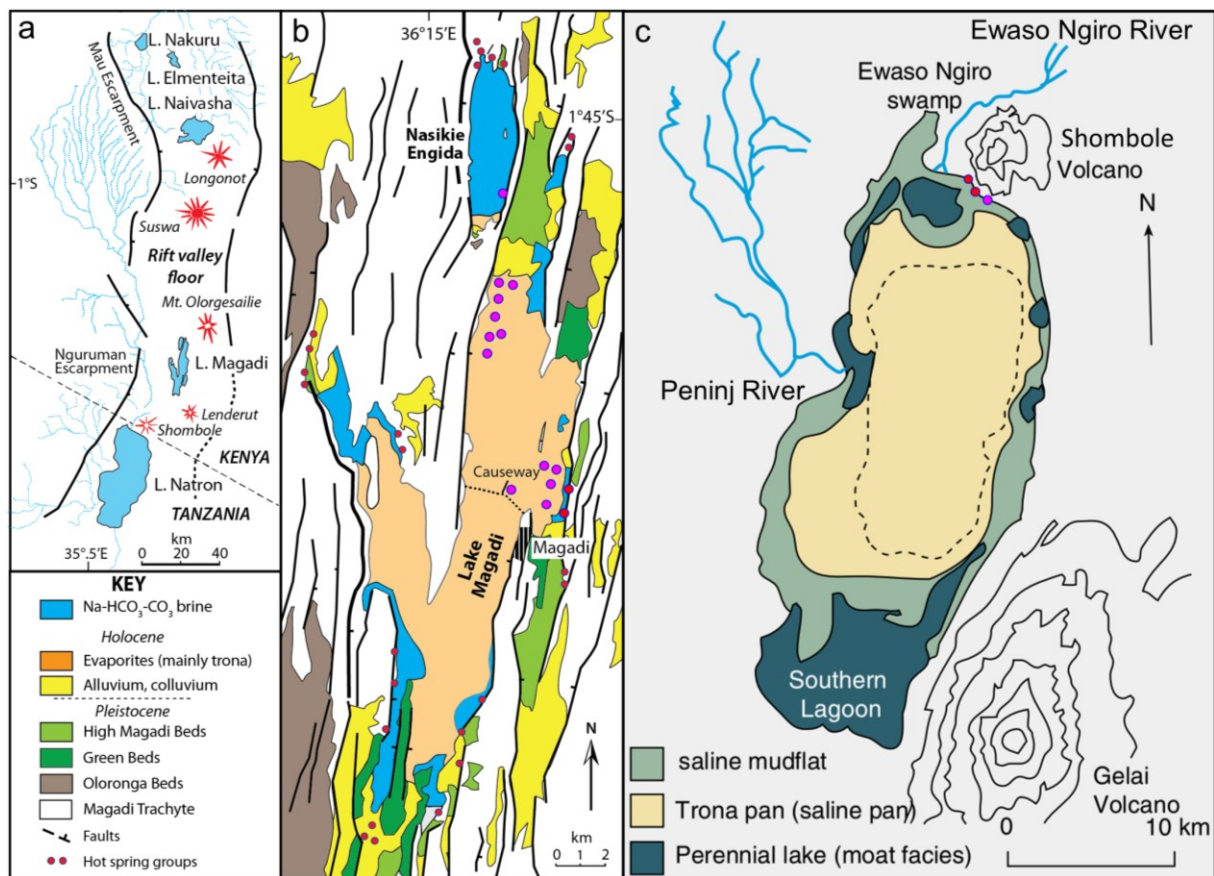 a
L. Nakuru
L. Elmenteita
L. Naivasha
Mau Escarpment
Longonot
1°S
Suswa
Rift valley
floor
Mt. Olorgesailie
Nguruman
Escarpment
L. Magadi
Lenderut
Shombole
KENYA
L. Natron
TANZANIA
35°.5'E
0 20 40
km
KEY
Na-HCO3-CO3 brine
Holocene
Evaporites (mainly trona)
Alluvium, colluvium
Pleistocene
High Magadi Beds
Green Beds
Oloronga Beds
Magadi Trachyte
Faults
Hot spring groups
b
36°15'E
1°45'S
Nasikie
Engida
Causeway
Lake
Magadi
Magadi
N
km
0 1 2
c
Ewaso Ngiro River
Ewaso Ngiro
swamp
Shombole
Volcano
N
Peninj River
Southern
Lagoon
Gelai
Volcano
saline mudflat
Trona pan (saline pan)
Perennial lake (moat facies)
0 10 km